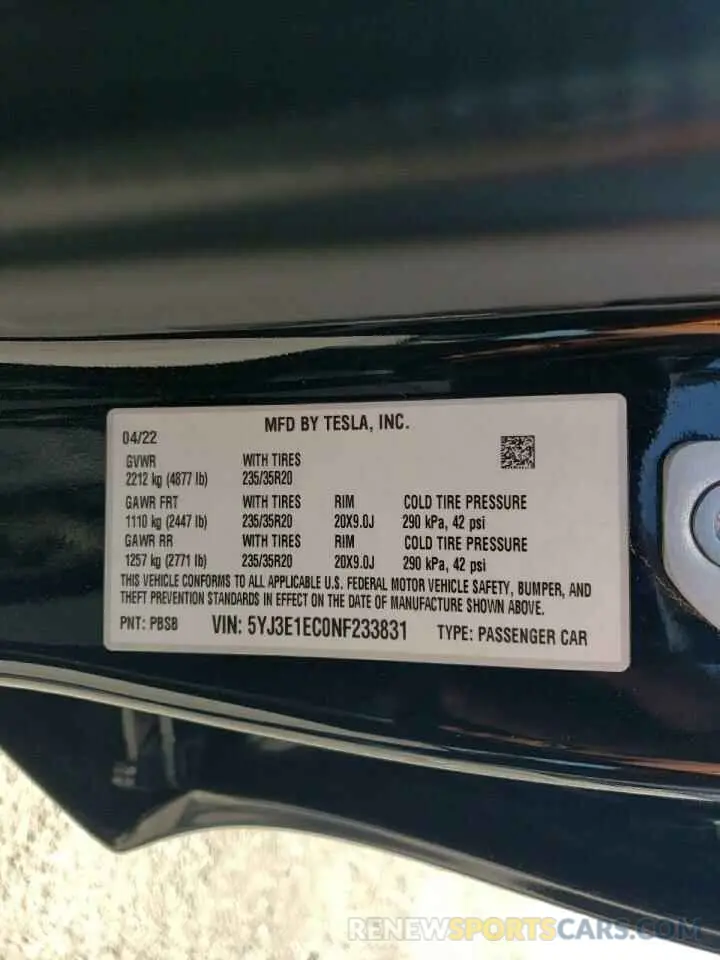 MFD BY TESLA, INC.
04/22
GVWR WITH TIRES
2212 kg (4877 lb) 235/35R20
GAWR FRT WITH TIRES RIM COLD TIRE PRESSURE
1110 kg (2447 lb) 235/35R20 20X9.0J 290 kPa, 42 psi
GAWR RR WITH TIRES RIM COLD TIRE PRESSURE
1257 kg (2771 lb) 235/35R20 20X9.0J 290 kPa, 42 psi
THIS VEHICLE CONFORMS TO ALL APPLICABLE U.S. FEDERAL MOTOR VEHICLE SAFETY, BUMPER, AND
THEFT PREVENTION STANDARDS IN EFFECT ON THE DATE OF MANUFACTURE SHOWN ABOVE.
PNT: PBSB VIN: 5YJ3E1EC0NF233831 TYPE: PASSENGER CAR
RENEWSPORTSCARS.COM